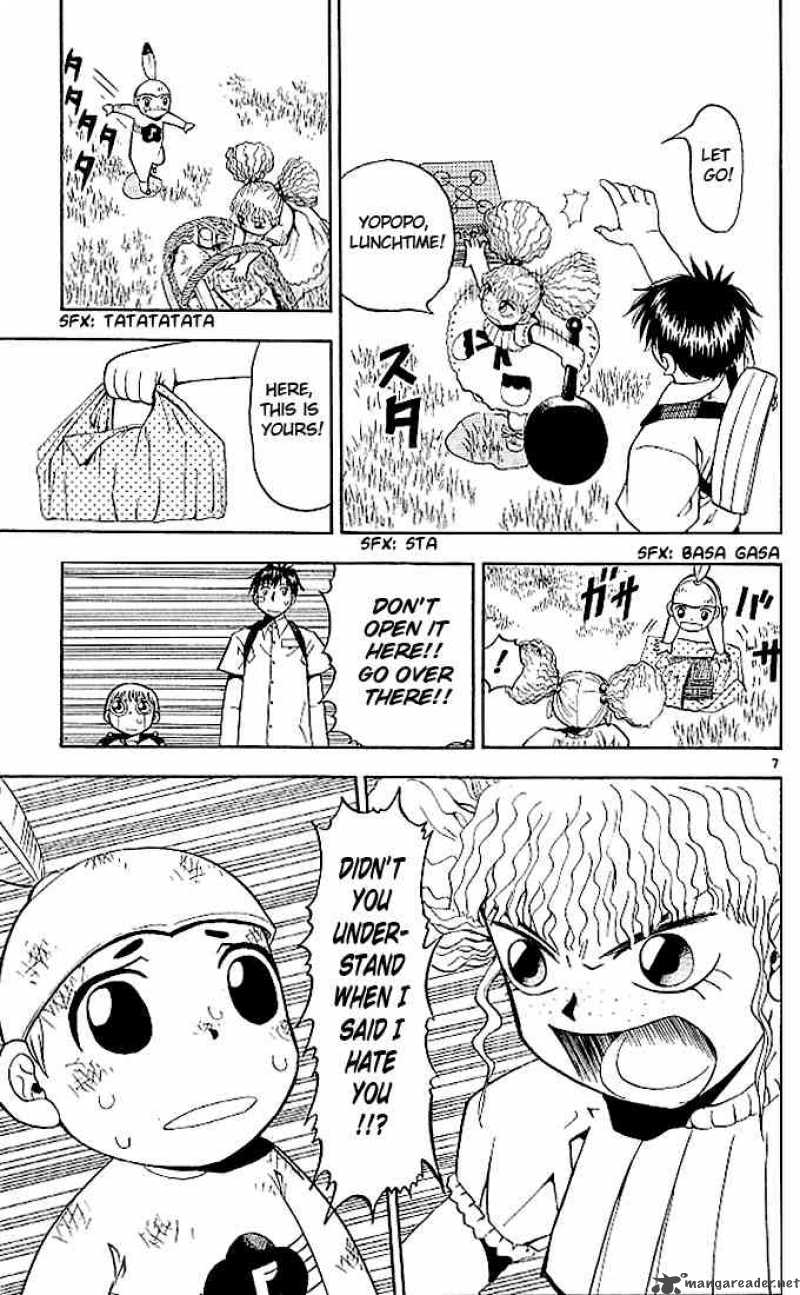 LET
GO!
YOPOPO,
LUNCHTIME!
スタ
SFX: STA
タタタタ
SFX: TATATATATA
HERE,
THIS IS
YOURS!
SFX: BASA GASA
ガサ
バサ
!
DON'T
OPEN IT
HERE!!
GO OVER
THERE!!
7
DIDN'T
YOU
UNDER-
STAND
WHEN I
SAID I
HATE
YOU
!!?
F
mangareader.net